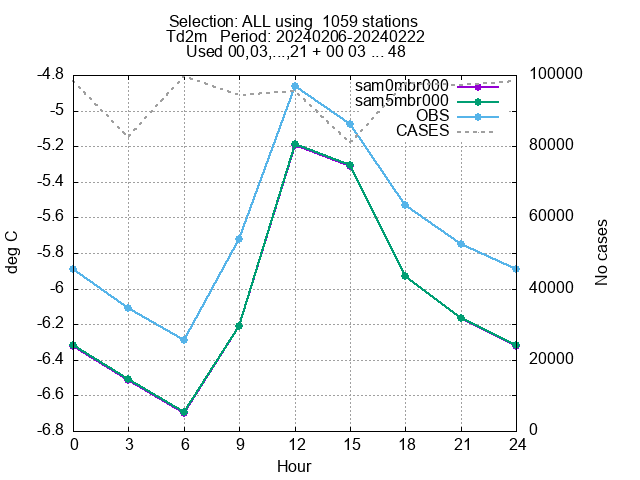 Selection: ALL using  1059 stations
Td2m   Period: 20240206-20240222
Used 00,03,...,21 + 00 03 ... 48
-4.8
-5
-5.2
-5.4
-5.6
-5.8
-6
-6.2
-6.4
-6.6
-6.8
deg C
sam0mbr000
sam5mbr000
OBS
CASES
100000
80000
60000
40000
20000
0
No cases
0 3 6 9 12 15 18 21 24
Hour